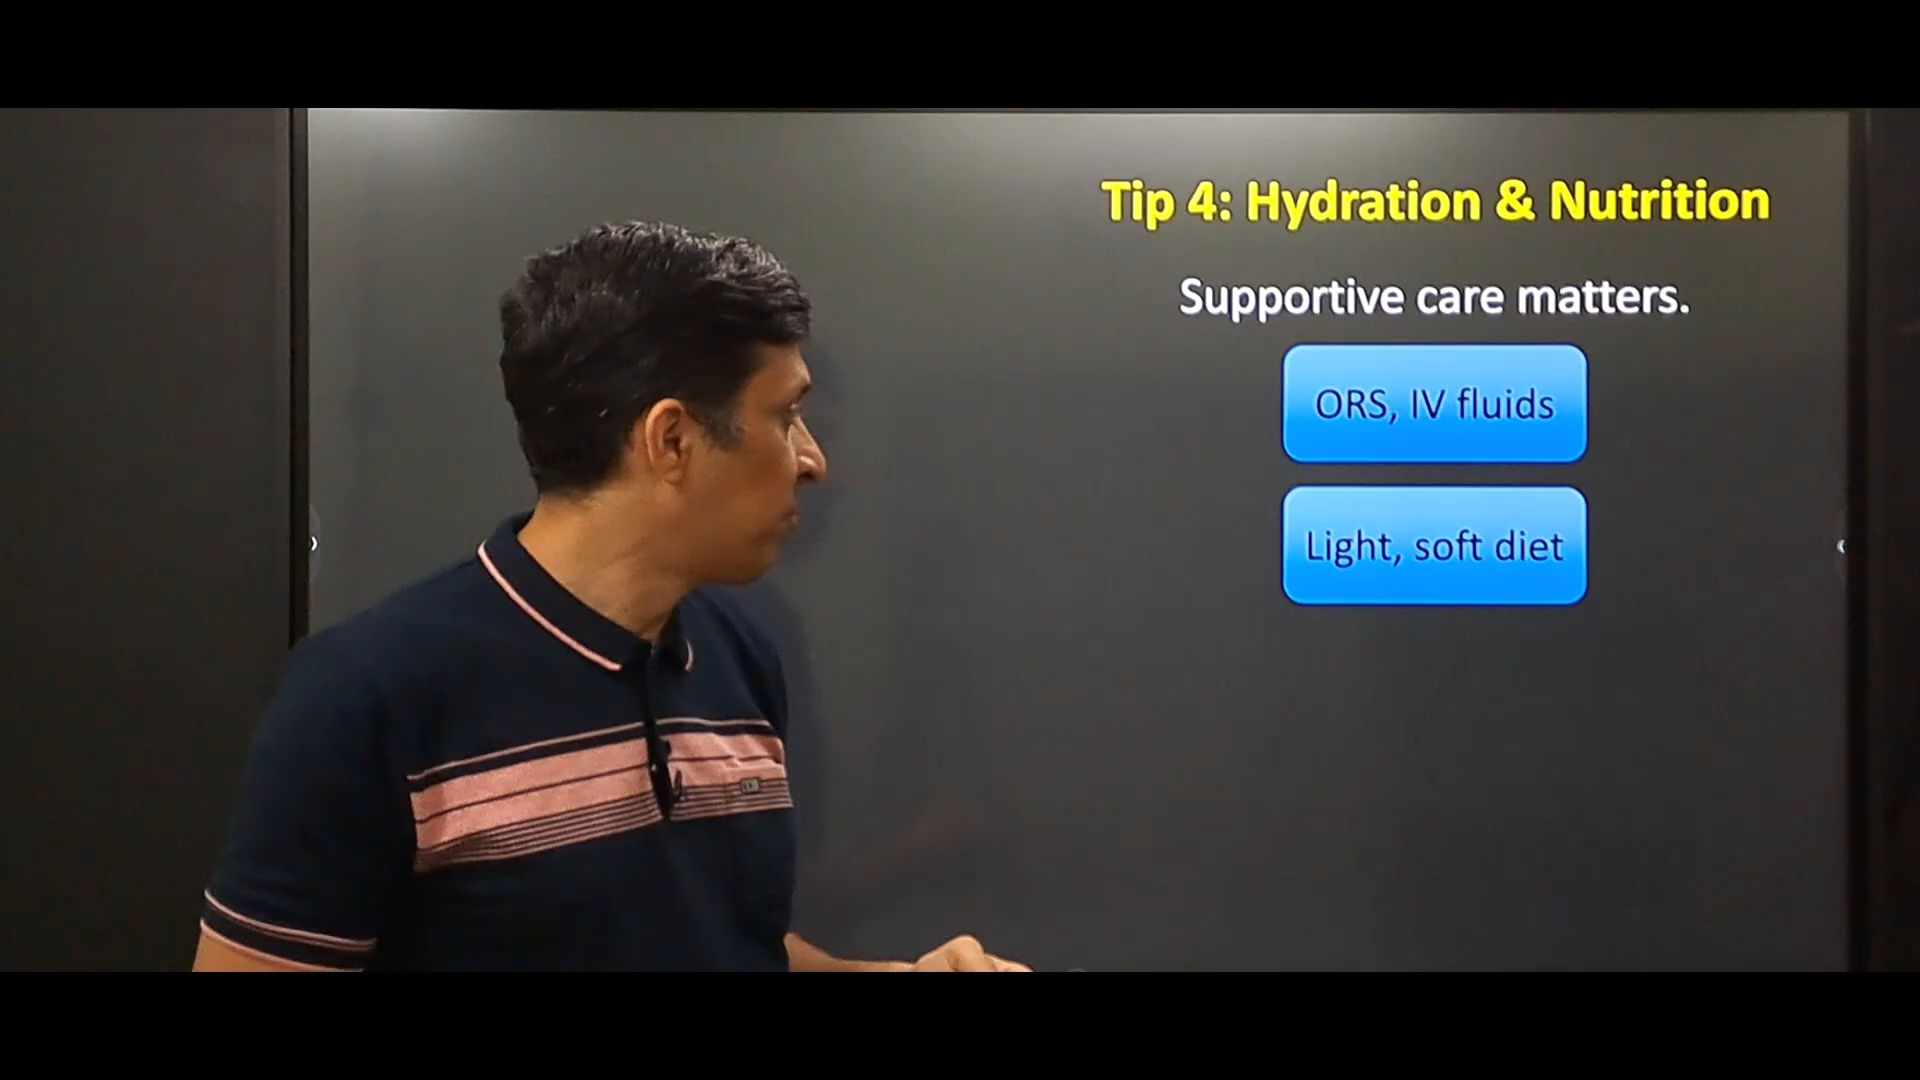 Tip 4: Hydration & Nutrition
Supportive care matters.
ORS, IV fluids
Light, soft diet